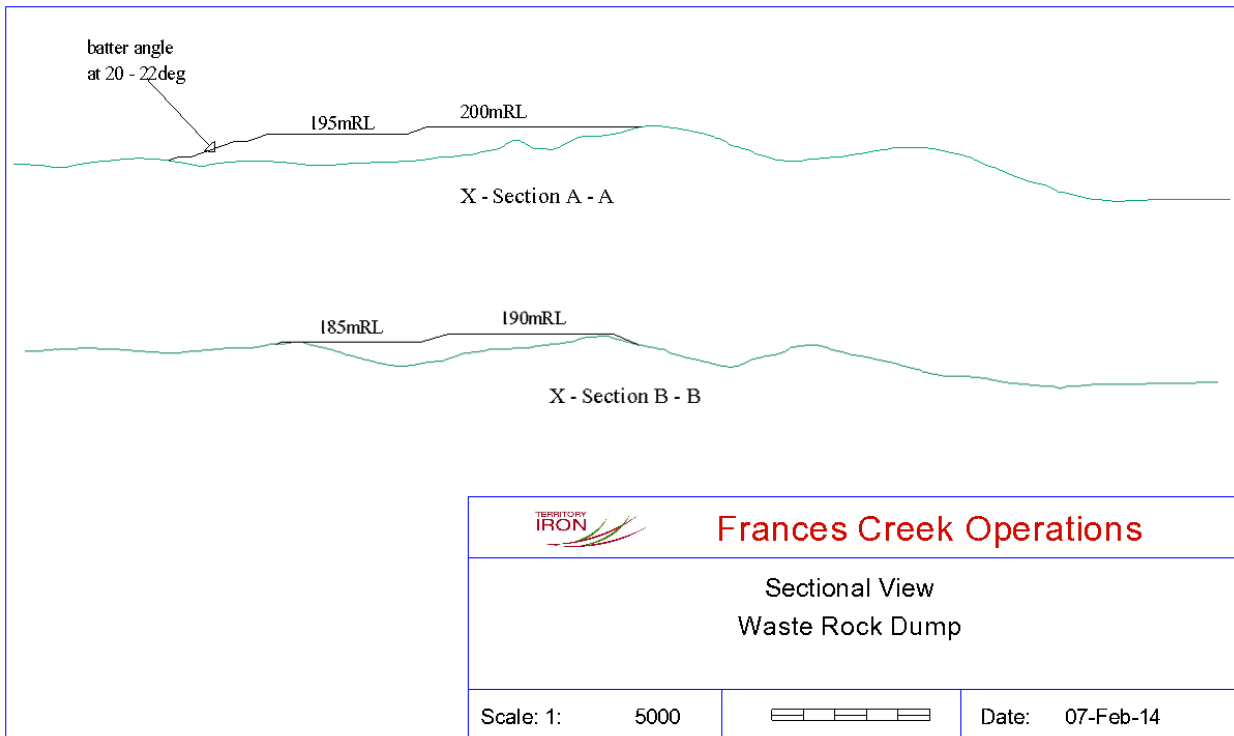 batter angle
at 20 - 22deg
195mRL
200mRL
X - Section A - A
185mRL
190mRL
X - Section B - B
TERRITORY
IRON
Frances Creek Operations
Sectional View
Waste Rock Dump
Scale: 1: 5000
Date: 07-Feb-14